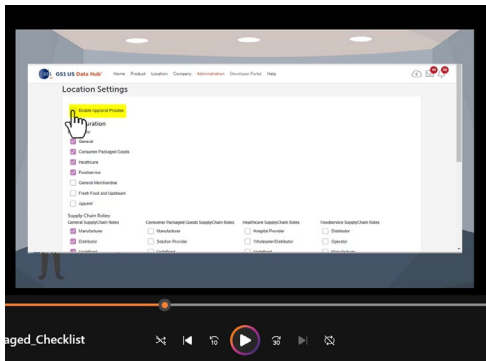 GS1 US Data Hub Home Product Location Company Administration Developer Portal Help
Location Settings
Enable Approval Process
General
Consumer Packaged Goods
Healthcare
Foodservice
General Merchandise
Fresh Food and Upstream
Apparel
Supply Chain Roles
General SupplyChain Roles Consumer Packaged Goods SupplyChain Roles Healthcare SupplyChain Roles Foodservice SupplyChain Roles
Manufacturer Manufacturer Hospital Provider Distributor
Distributor Solution Provider Wholesaler/Distributor Operator
aged_Checklist
10 30